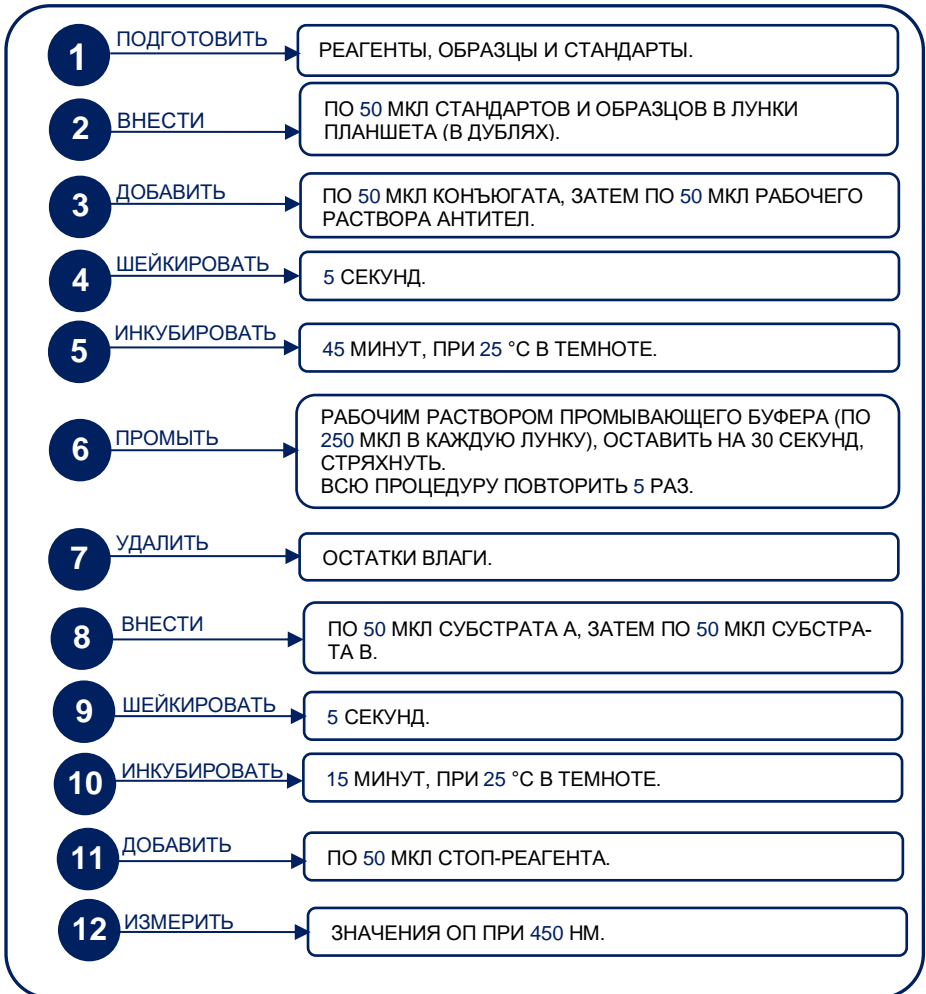 1 ПОДГОТОВИТЬ
РЕАГЕНТЫ, ОБРАЗЦЫ И СТАНДАРТЫ.
2 ВНЕСТИ
ПО 50 МКЛ СТАНДАРТОВ И ОБРАЗЦОВ В ЛУНКИ
ПЛАНШЕТА (В ДУБЛЯХ).
3 ДОБАВИТЬ
ПО 50 МКЛ КОНЪЮГАТА, ЗАТЕМ ПО 50 МКЛ РАБОЧЕГО
РАСТВОРА АНТИТЕЛ.
4 ШЕЙКИРОВАТЬ
5 СЕКУНД.
5 ИНКУБИРОВАТЬ
45 МИНУТ, ПРИ 25 °C В ТЕМНОТЕ.
6 ПРОМЫТЬ
РАБОЧИМ РАСТВОРОМ ПРОМЫВАЮЩЕГО БУФЕРА (ПО
250 МКЛ В КАЖДУЮ ЛУНКУ), ОСТАВИТЬ НА 30 СЕКУНД,
СТРЯХНУТЬ.
ВСЮ ПРОЦЕДУРУ ПОВТОРИТЬ 5 РАЗ.
7 УДАЛИТЬ
ОСТАТКИ ВЛАГИ.
8 ВНЕСТИ
ПО 50 МКЛ СУБСТРАТА А, ЗАТЕМ ПО 50 МКЛ СУБСТРА-
ТА В.
9 ШЕЙКИРОВАТЬ
5 СЕКУНД.
10 ИНКУБИРОВАТЬ
15 МИНУТ, ПРИ 25 °C В ТЕМНОТЕ.
11 ДОБАВИТЬ
ПО 50 МКЛ СТОП-РЕАГЕНТА.
12 ИЗМЕРИТЬ
ЗНАЧЕНИЯ ОП ПРИ 450 НМ.